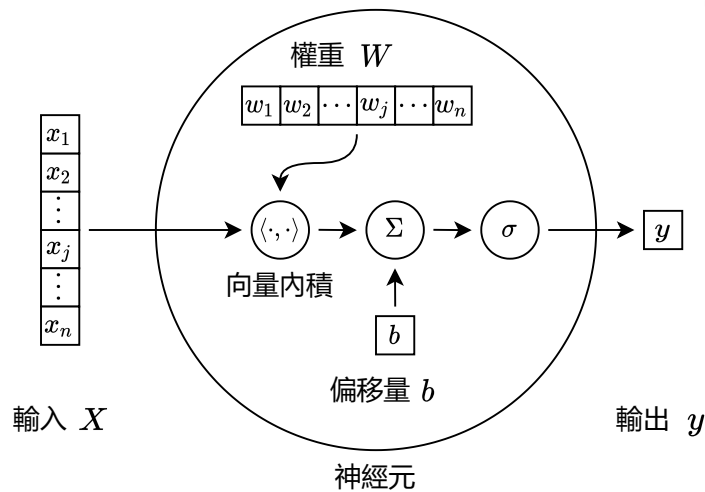 權重 W
w₁ w₂ ⋯ wⱼ ⋯ wₙ
x₁
x₂
⋮
xⱼ
⋮
xₙ
⟨·,·⟩
Σ
σ
y
向量內積
b
偏移量 b
輸入 X
輸出 y
神經元